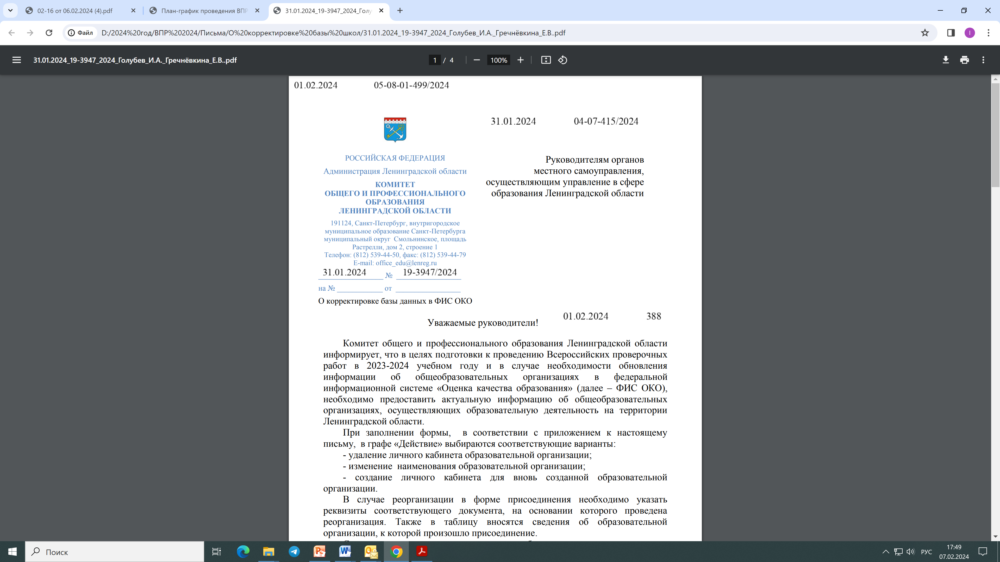 02-16 от 06.02.2024 (4).pdf
План-график проведения ВПР
31.01.2024_19-3947_2024_Голу
Файл
D:/2024%20год/ВПР%202024/Письма/О%20корректировке%20базы%20школ/31.01.2024_19-3947_2024_Голубев_И.А._Гречнёвкина_Е.В..pdf
I
31.01.2024_19-3947_2024_Голубев_И.А._Гречнёвкина_Е.В..pdf
1 / 4
100%
01.02.2024 05-08-01-499/2024
31.01.2024 04-07-415/2024
РОССИЙСКАЯ ФЕДЕРАЦИЯ
Администрация Ленинградской области
КОМИТЕТ
ОБЩЕГО И ПРОФЕССИОНАЛЬНОГО
ОБРАЗОВАНИЯ
ЛЕНИНГРАДСКОЙ ОБЛАСТИ
191124, Санкт-Петербург, внутригородское
муниципальное образование Санкт-Петербурга
муниципальный округ Смольнинское, площадь
Растрелли, дом 2, строение 1
Телефон: (812) 539-44-50, факс: (812) 539-44-79
E-mail: office_edu@lenreg.ru
31.01.2024 № 19-3947/2024
на № ____________ от _________________
О корректировке базы данных в ФИС ОКО
Руководителям органов
местного самоуправления,
осуществляющим управление в сфере
образования Ленинградской области
01.02.2024 388
Уважаемые руководители!
Комитет общего и профессионального образования Ленинградской области
информирует, что в целях подготовки к проведению Всероссийских проверочных
работ в 2023-2024 учебном году и в случае необходимости обновления
информации об общеобразовательных организациях в федеральной
информационной системе «Оценка качества образования» (далее – ФИС ОКО),
необходимо предоставить актуальную информацию об общеобразовательных
организациях, осуществляющих образовательную деятельность на территории
Ленинградской области.
При заполнении формы, в соответствии с приложением к настоящему
письму, в графе «Действие» выбираются соответствующие варианты:
- удаление личного кабинета образовательной организации;
- изменение наименования образовательной организации;
- создание личного кабинета для вновь созданной образовательной
организации.
В случае реорганизации в форме присоединения необходимо указать
реквизиты соответствующего документа, на основании которого проведена
реорганизация. Также в таблицу вносятся сведения об образовательной
организации, к которой произошло присоединение.
Поиск
РУС
17:49
07.02.2024